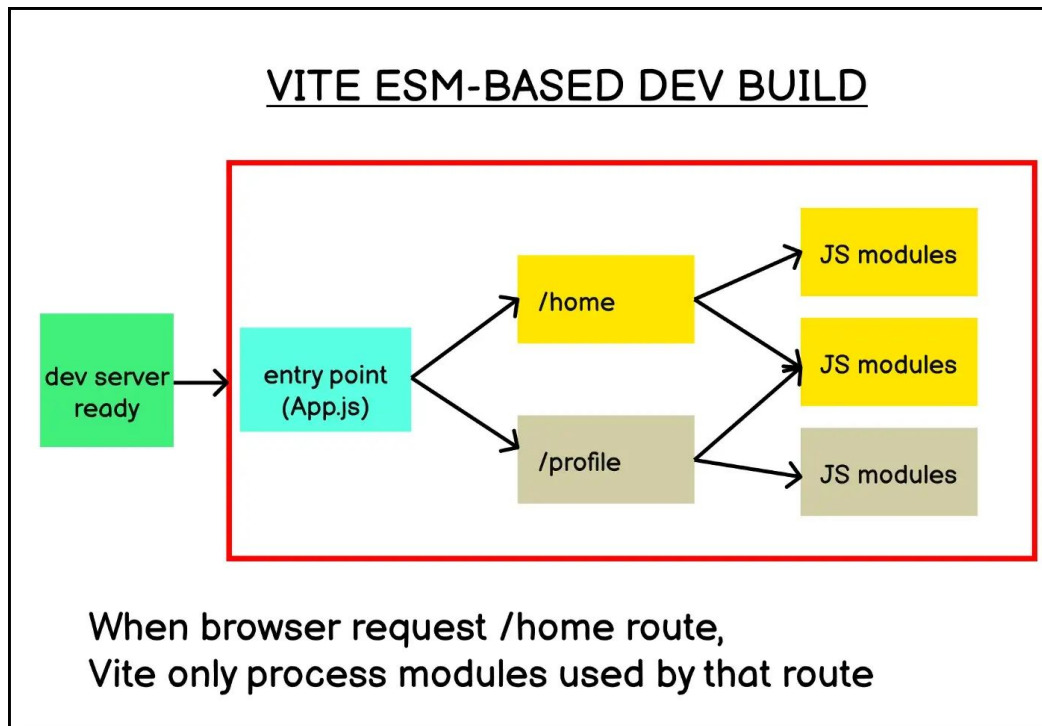 VITE ESM-BASED DEV BUILD
dev server
ready
entry point
(App.js)
/home
/profile
JS modules
JS modules
JS modules
When browser request /home route,
Vite only process modules used by that route